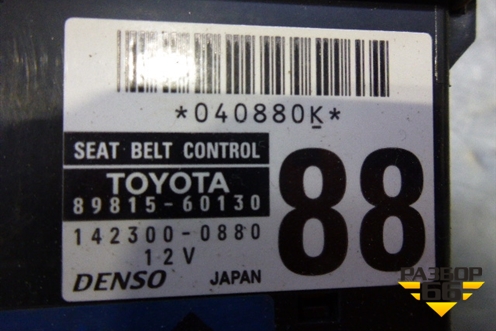 *040880K*
SEAT BELT CONTROL
TOYOTA
89815-60130
142300-0880
12V
DENSO JAPAN
88
РАЗБОР
66